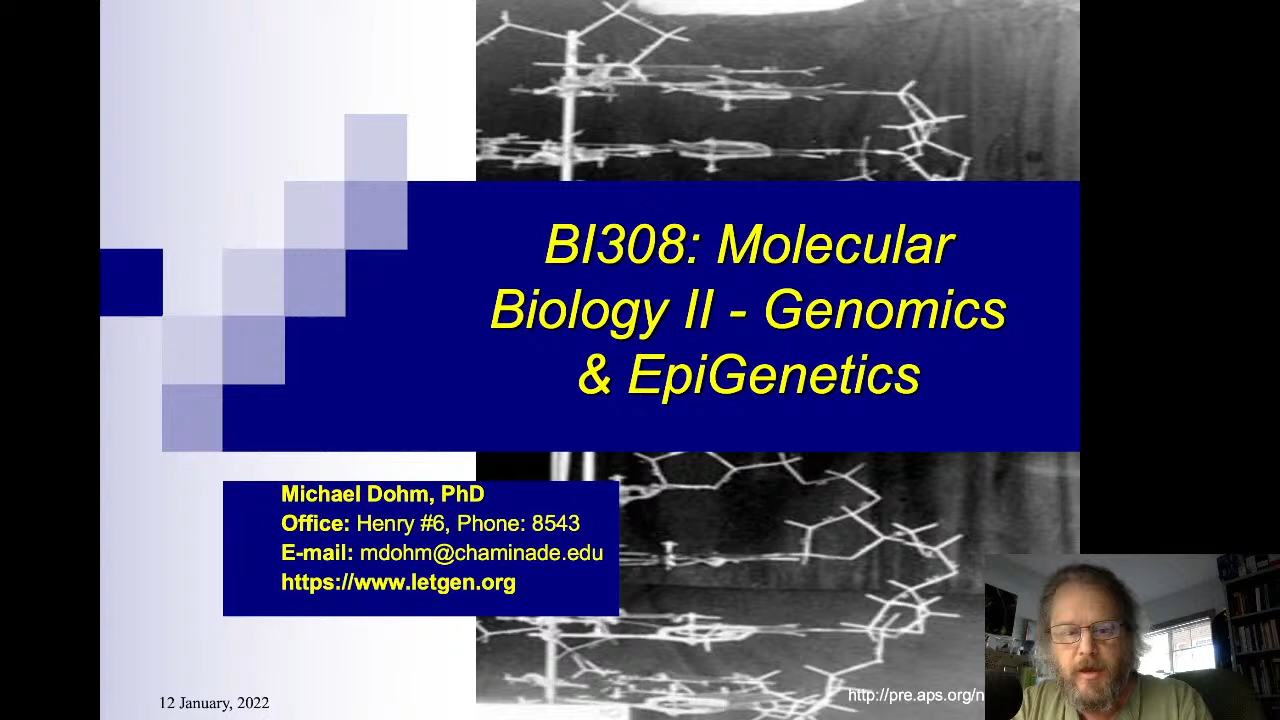 BI308: Molecular
Biology II - Genomics
& EpiGenetics
Michael Dohm, PhD
Office: Henry #6, Phone: 8543
E-mail: mdohm@chaminade.edu
https://www.letgen.org
12 January, 2022
http://pre.aps.org/n